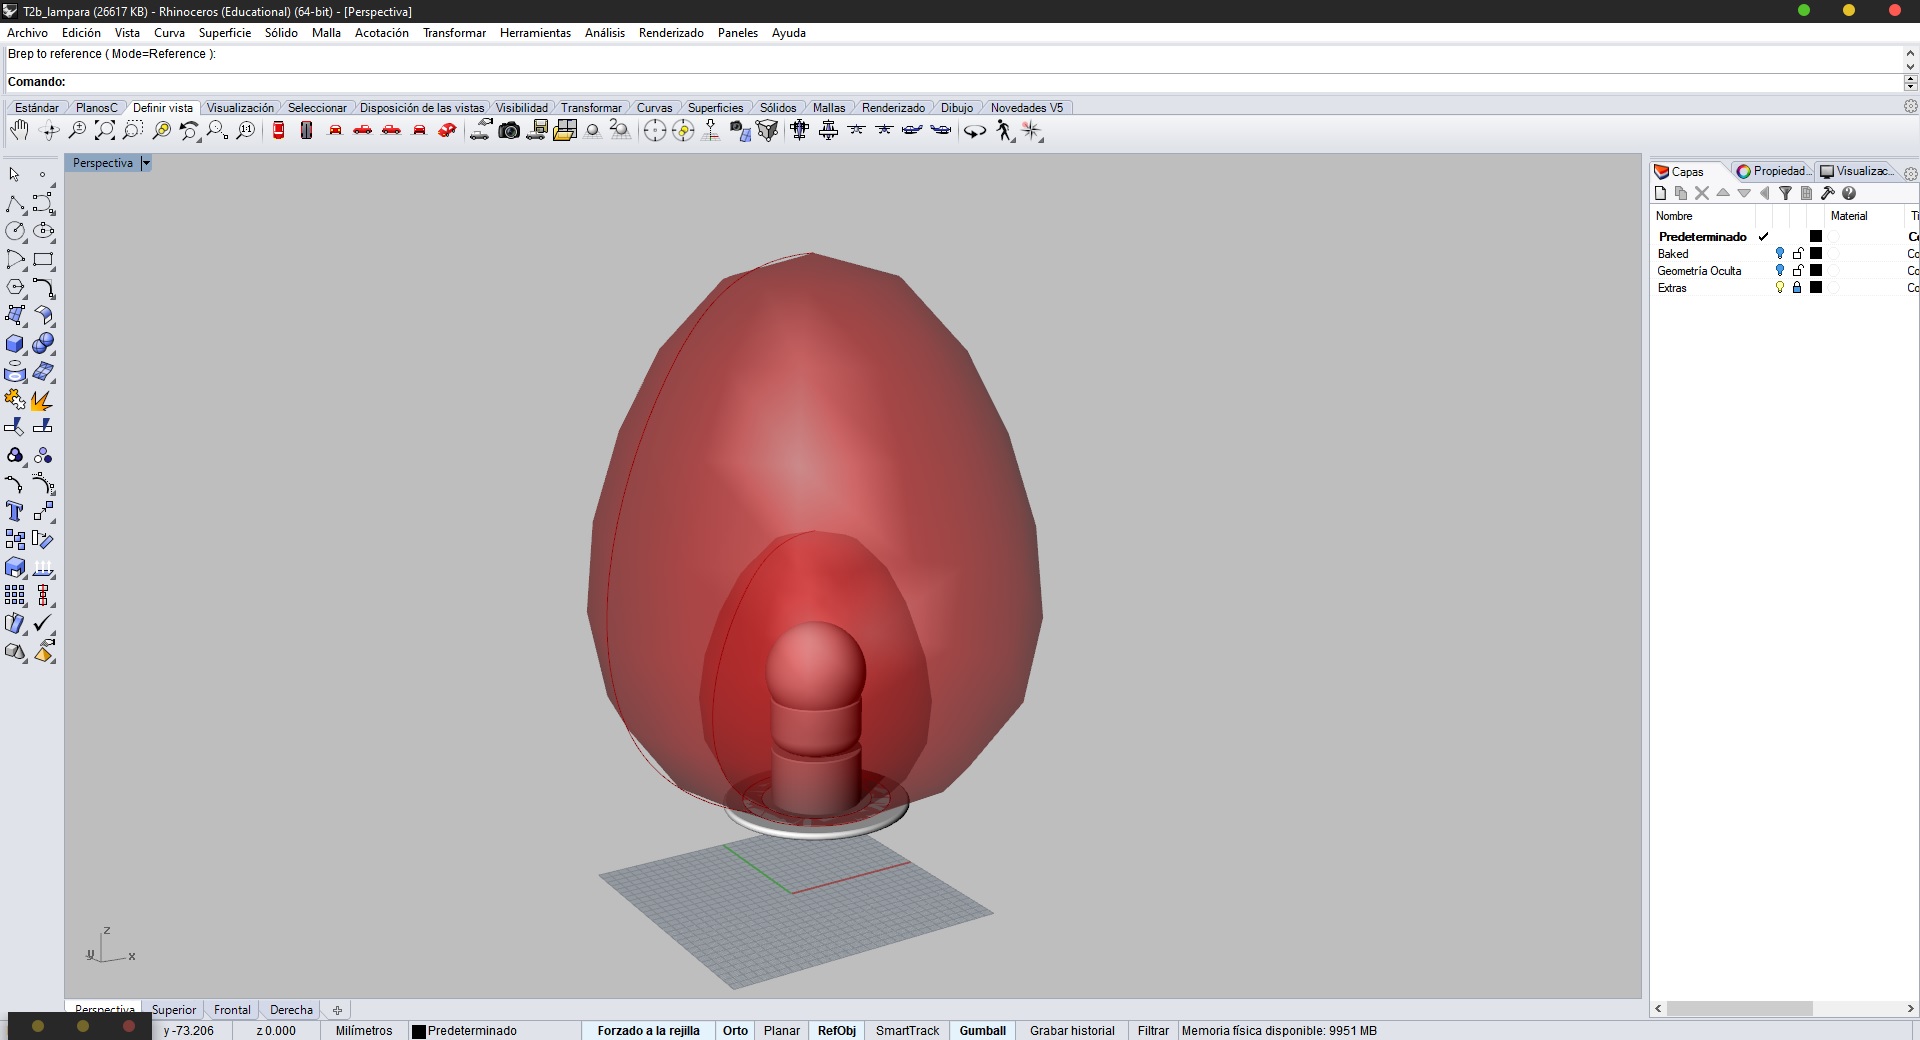 T2b_lampara (26617 KB) - Rhinoceros (Educational) (64-bit) - [Perspectiva]
Archivo Edición Vista Curva Superficie Sólido Malla Acotación Transformar Herramientas Análisis Renderizado Paneles Ayuda
Brep to reference ( Mode=Reference ):
Comando:
Estándar PlanosC Definir vista Visualización Seleccionar Disposición de las vistas Visibilidad Transformar Curvas Superficies Sólidos Mallas Renderizado Dibujo Novedades V5
Perspectiva
Capas Propiedad... Visualizac...
Nombre Material Ti
Predeterminado Co
Baked Co
Geometría Oculta Co
Extras Co
z
y x
Perspectiva Superior Frontal Derecha
y -73.206 z 0.000 Milímetros Predeterminado Forzado a la rejilla Orto Planar RefObj SmartTrack Gumball Grabar historial Filtrar Memoria física disponible: 9951 MB